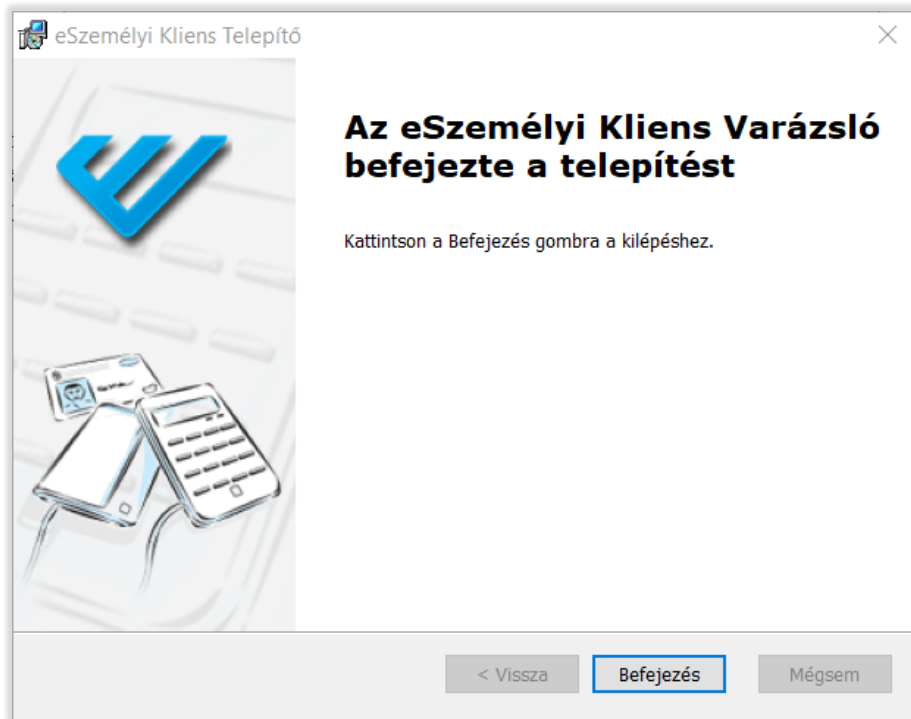 eSzemélyi Kliens Telepítő
Az eSzemélyi Kliens Varázsló
befejezte a telepítést
Kattintson a Befejezés gombra a kilépéshez.
< Vissza
Befejezés
Mégsem